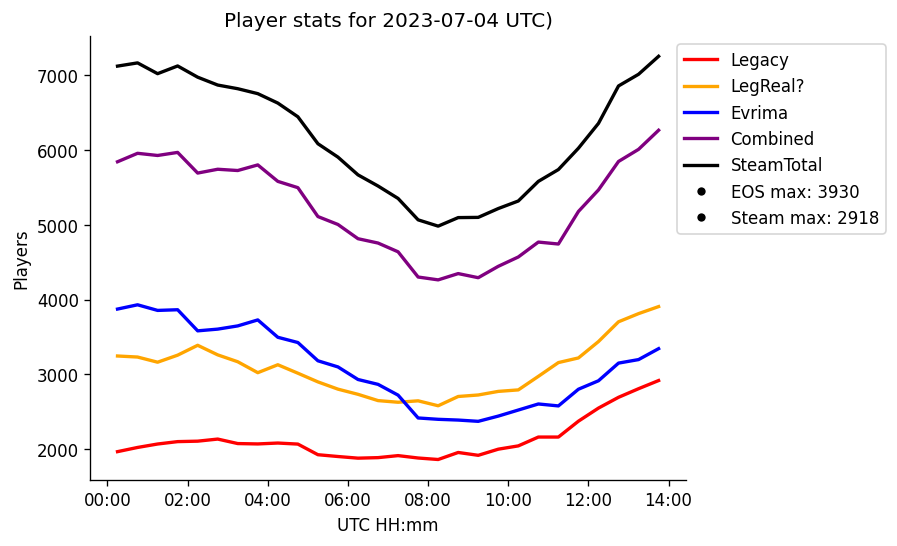 Player stats for 2023-07-04 UTC)
7000
6000
5000
4000
3000
2000
Players
00:00 02:00 04:00 06:00 08:00 10:00 12:00 14:00
UTC HH:mm
Legacy
LegReal?
Evrima
Combined
SteamTotal
EOS max: 3930
Steam max: 2918